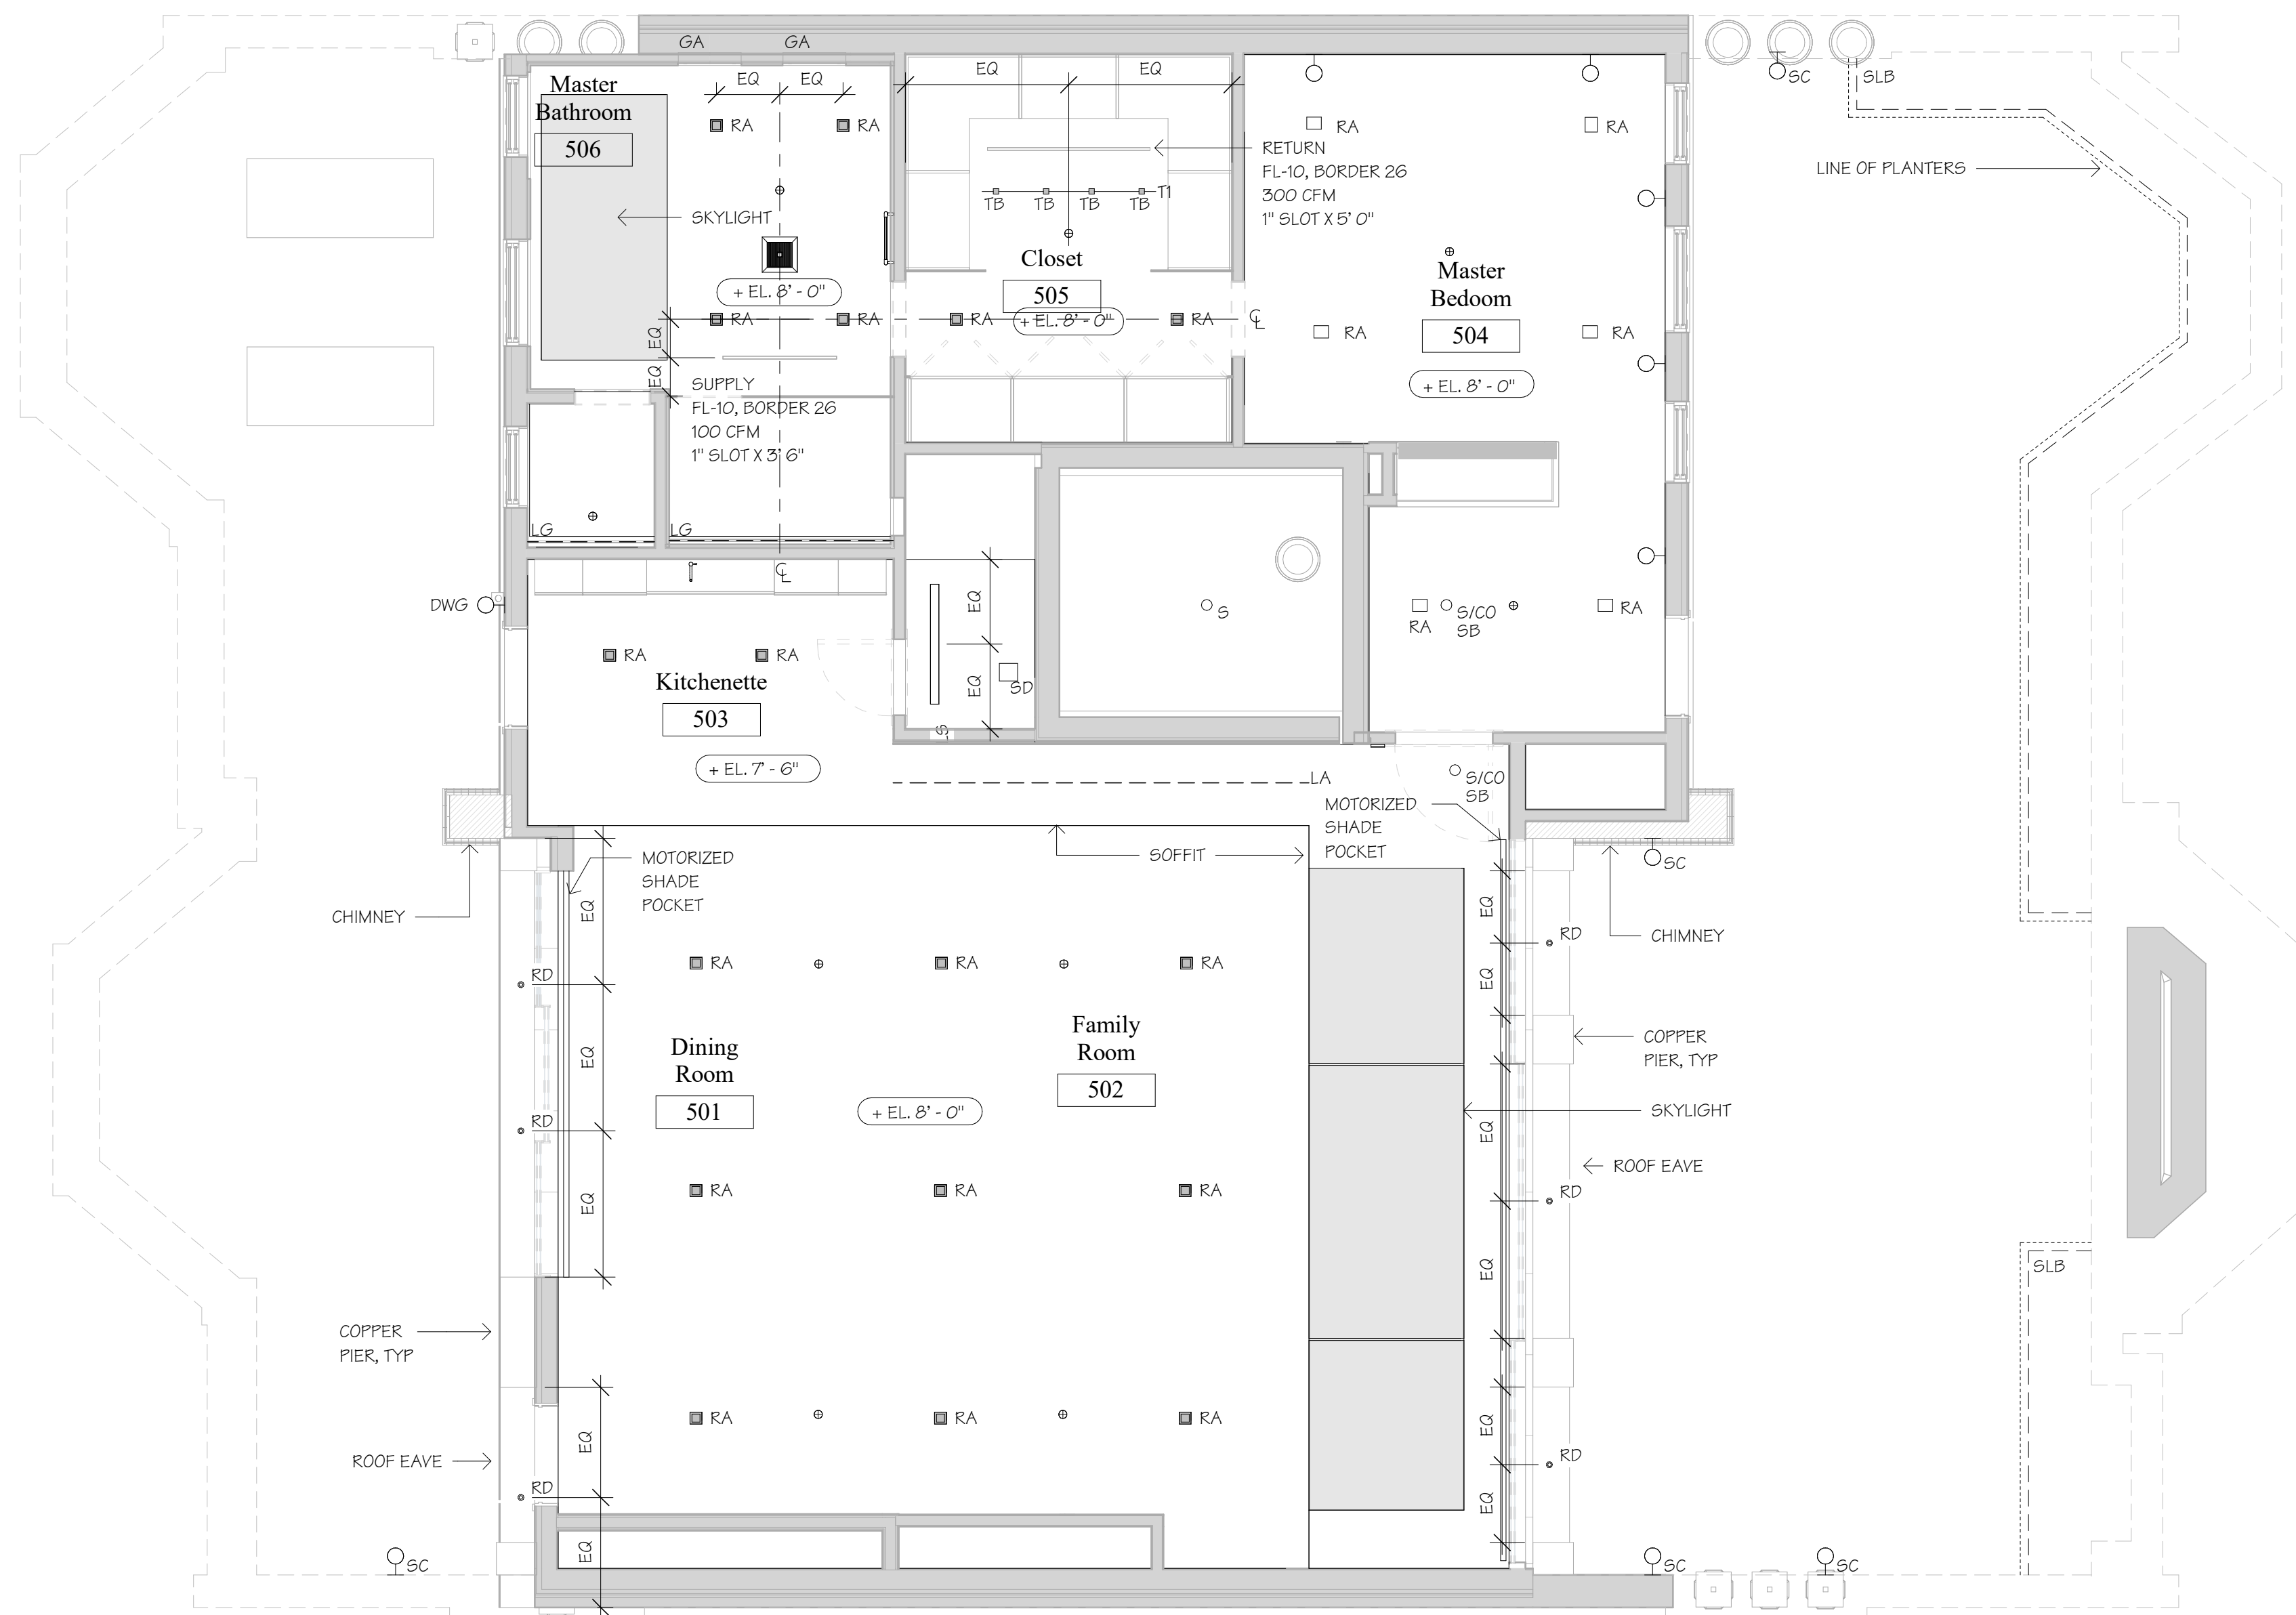 GA
GA
EQ
EQ
EQ
EQ
SC
SLB
Master
Bathroom
506
RA
RA
RA
RA
RETURN
FL-10, BORDER 26
300 CFM
1" SLOT X 5' 0"
LINE OF PLANTERS
SKYLIGHT
TB
TB
TB
TB
T1
Closet
505
+ EL. 8' - 0"
Master
Bedoom
504
+ EL. 8' - 0"
+ EL. 8' - 0"
RA
RA
RA
RA
CL
RA
RA
EQ
EQ
SUPPLY
FL-10, BORDER 26
100 CFM
1" SLOT X 3' 6"
LG
LG
CL
DWG
EQ
EQ
S
S/CO
SB
RA
RA
RA
RA
Kitchenette
503
+ EL. 7' - 6"
SD
LA
S/CO
SB
MOTORIZED
SHADE
POCKET
MOTORIZED
SHADE
POCKET
SOFFIT
SC
CHIMNEY
CHIMNEY
EQ
EQ
EQ
RD
RD
EQ
EQ
RD
RA
RA
RA
Dining
Room
501
Family
Room
502
+ EL. 8' - 0"
COPPER
PIER, TYP
SKYLIGHT
EQ
EQ
ROOF EAVE
RD
RA
RA
RA
SLB
COPPER
PIER, TYP
RA
RA
RA
EQ
EQ
RD
ROOF EAVE
EQ
EQ
RD
SC
SC
SC